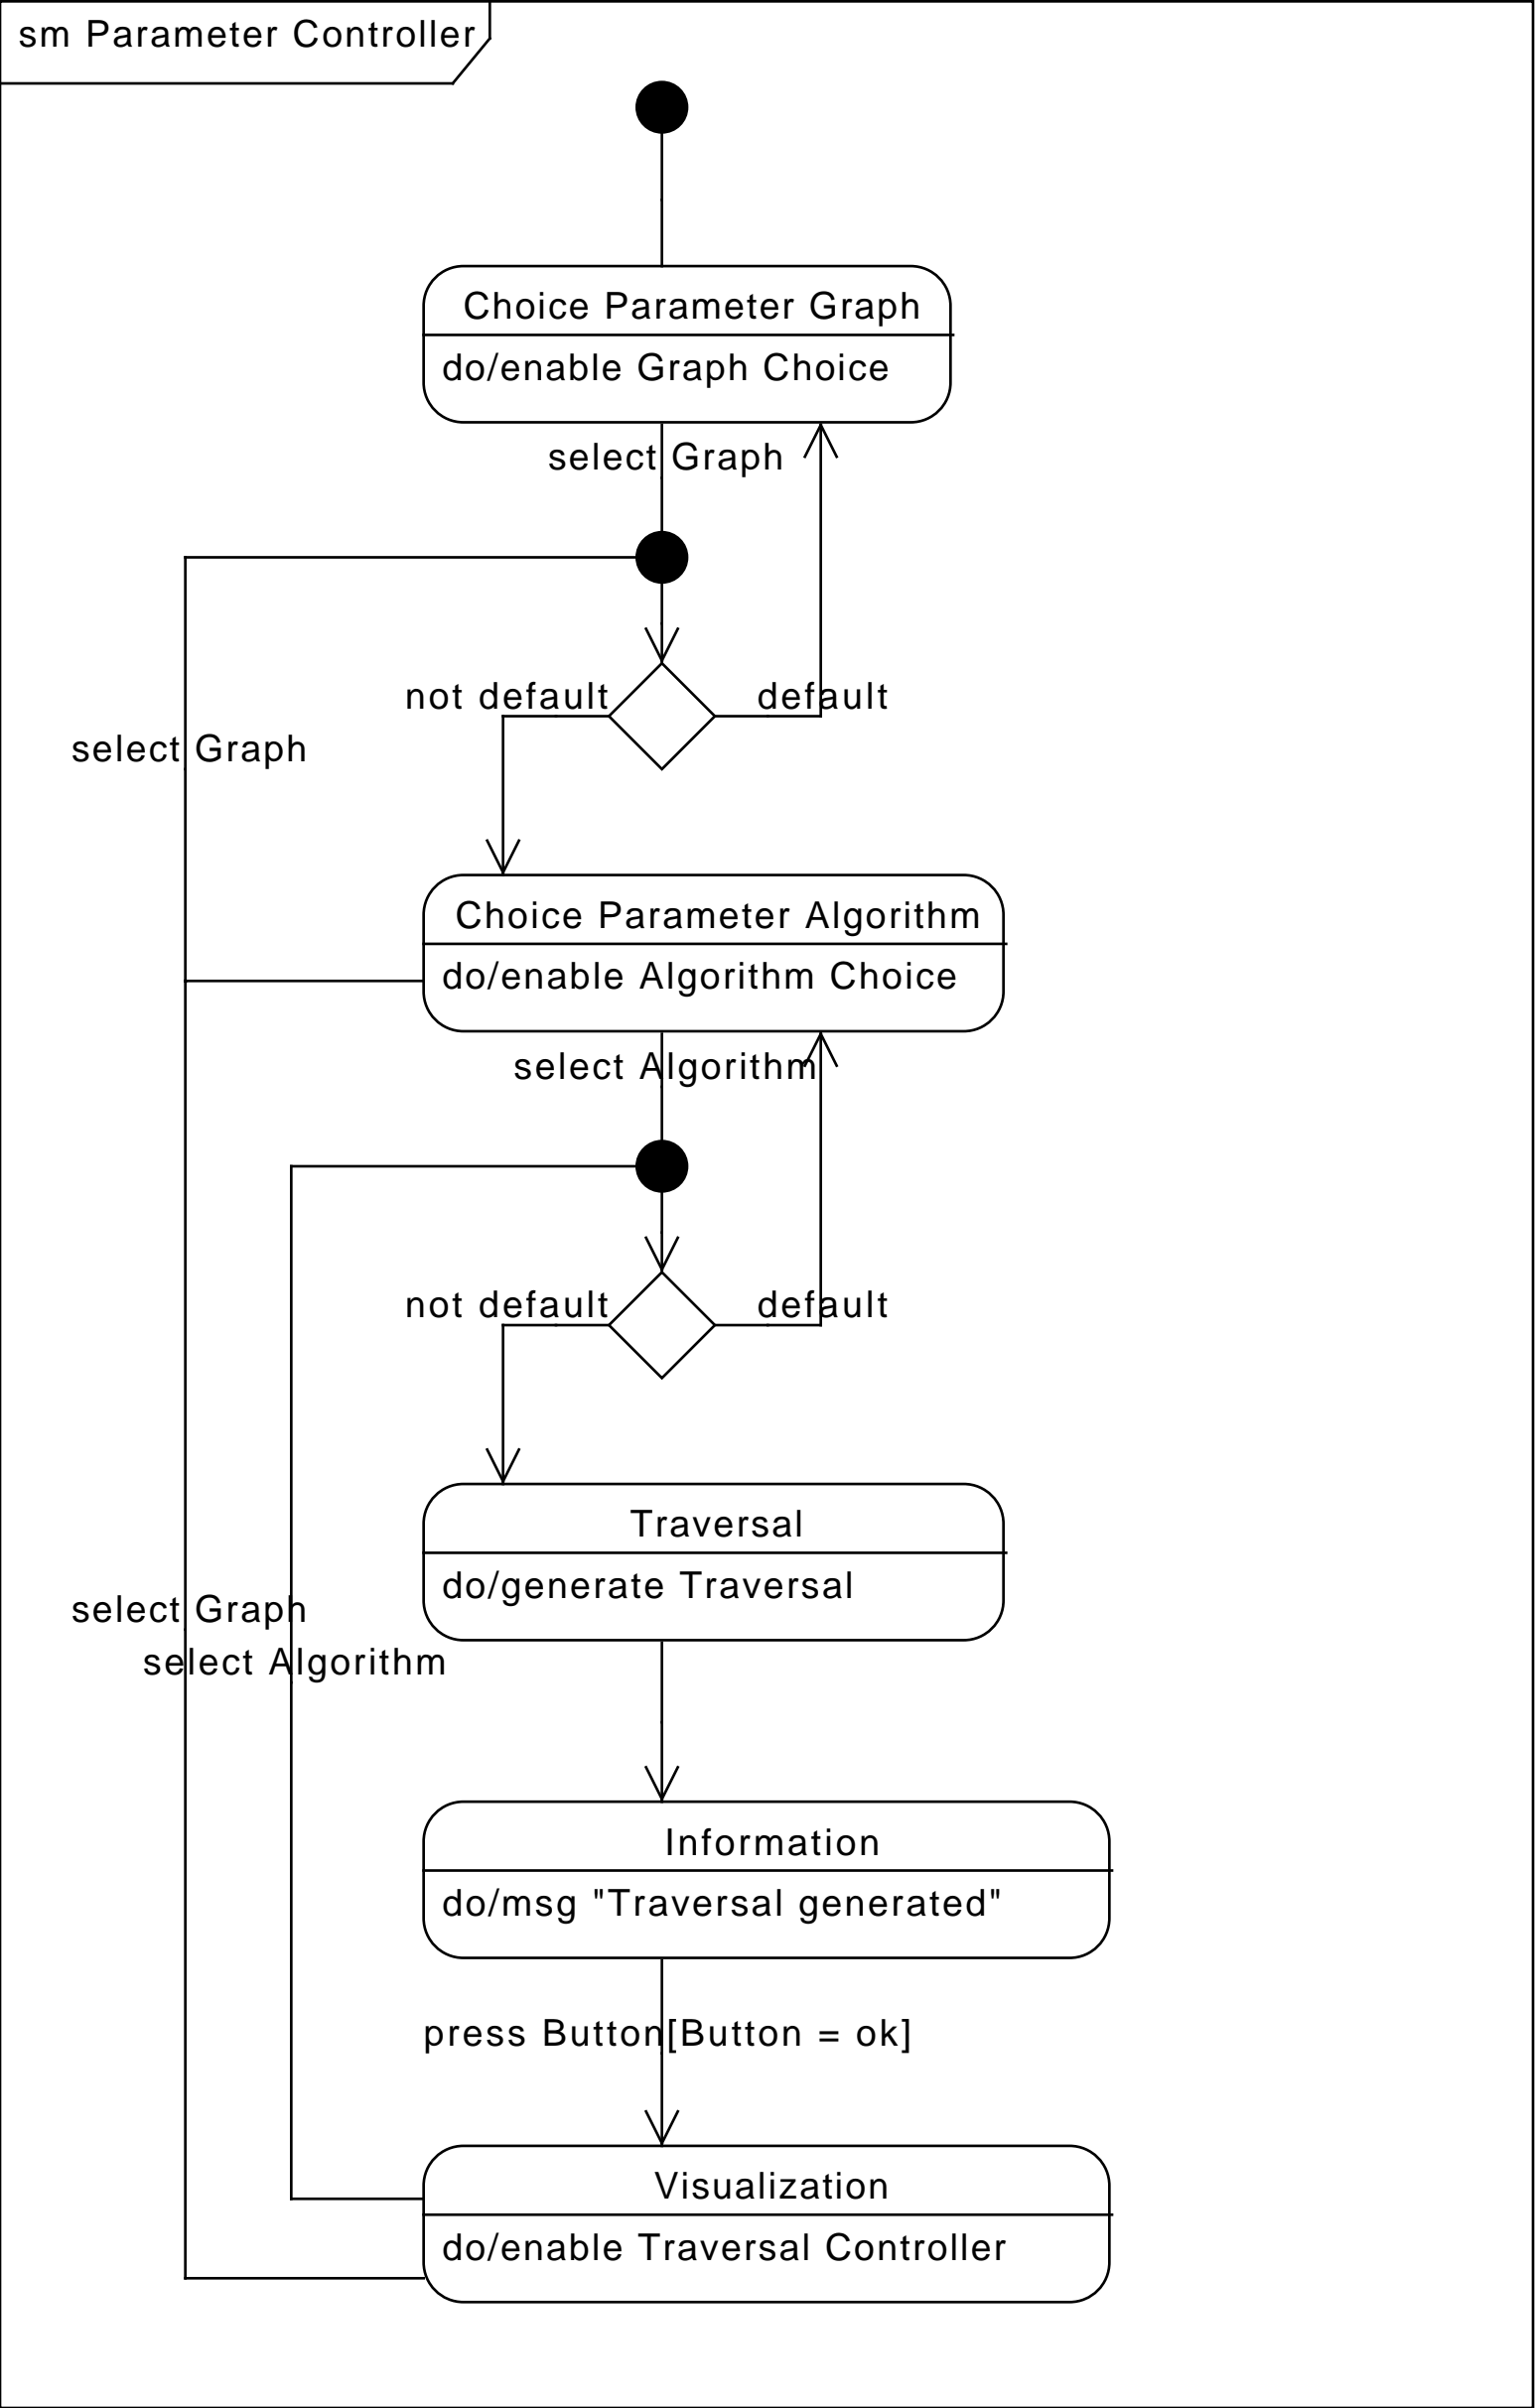 sm Parameter Controller
Choice Parameter Graph
do/enable Graph Choice
select Graph
not default
default
select Graph
Choice Parameter Algorithm
do/enable Algorithm Choice
select Algorithm
not default
default
Traversal
do/generate Traversal
select Graph
select Algorithm
Information
do/msg "Traversal generated"
press Button[Button = ok]
Visualization
do/enable Traversal Controller